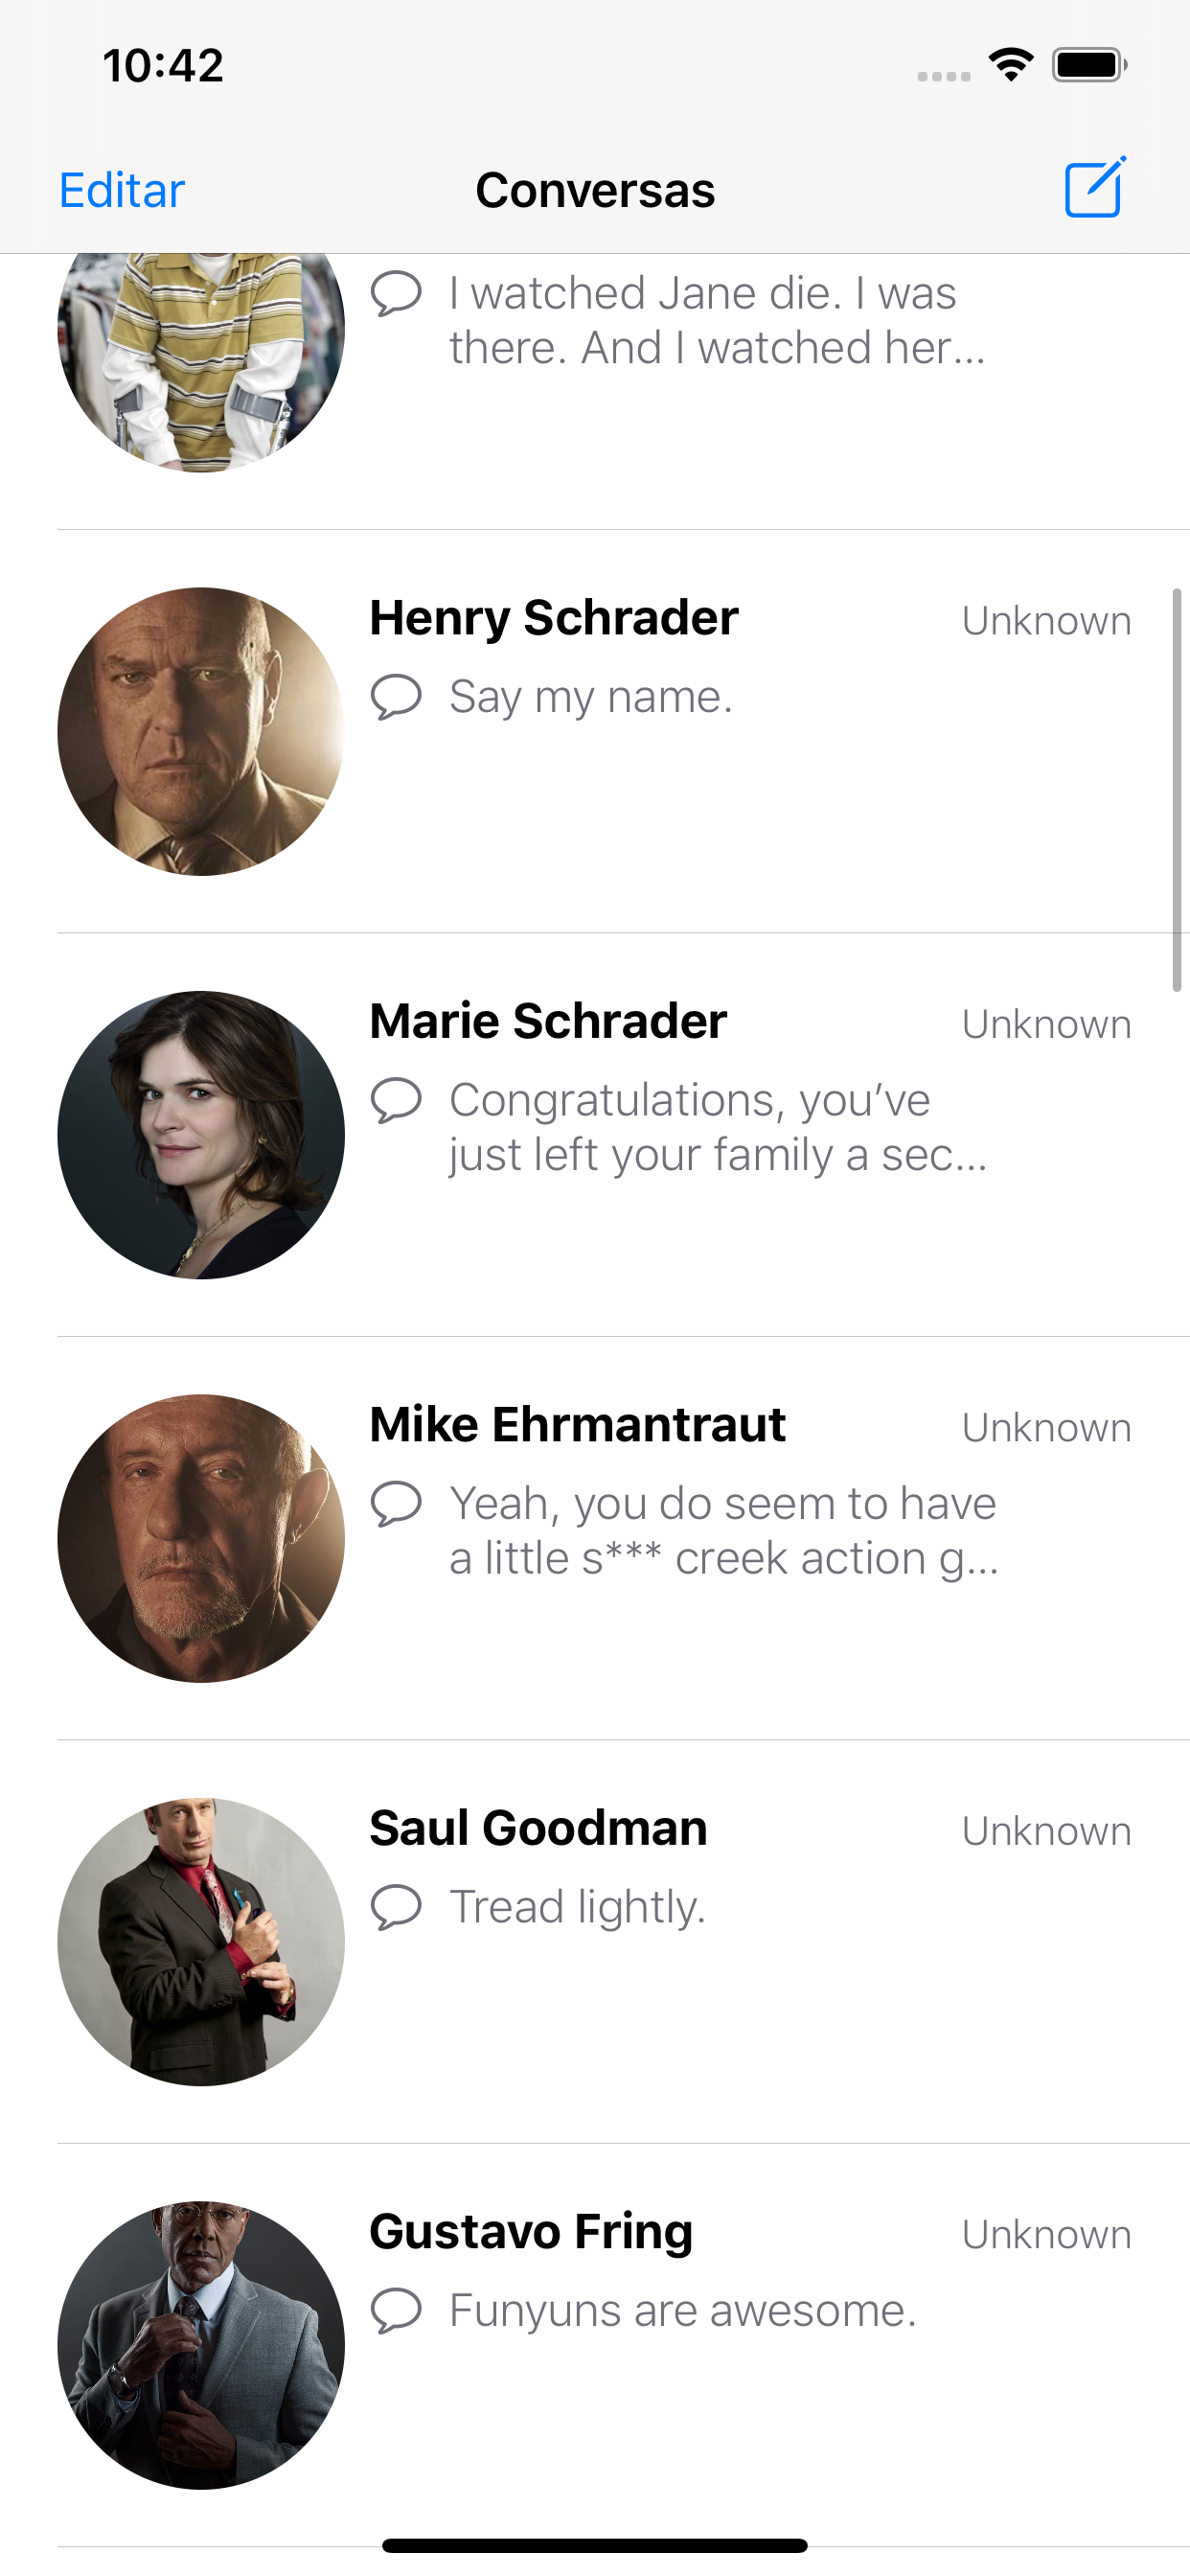 10:42
Editar
Conversas
I watched Jane die. I was
there. And I watched her...
Henry Schrader
Unknown
Say my name.
Marie Schrader
Unknown
Congratulations, you’ve
just left your family a sec...
Mike Ehrmantraut
Unknown
Yeah, you do seem to have
a little s*** creek action g...
Saul Goodman
Unknown
Tread lightly.
Gustavo Fring
Unknown
Funyuns are awesome.